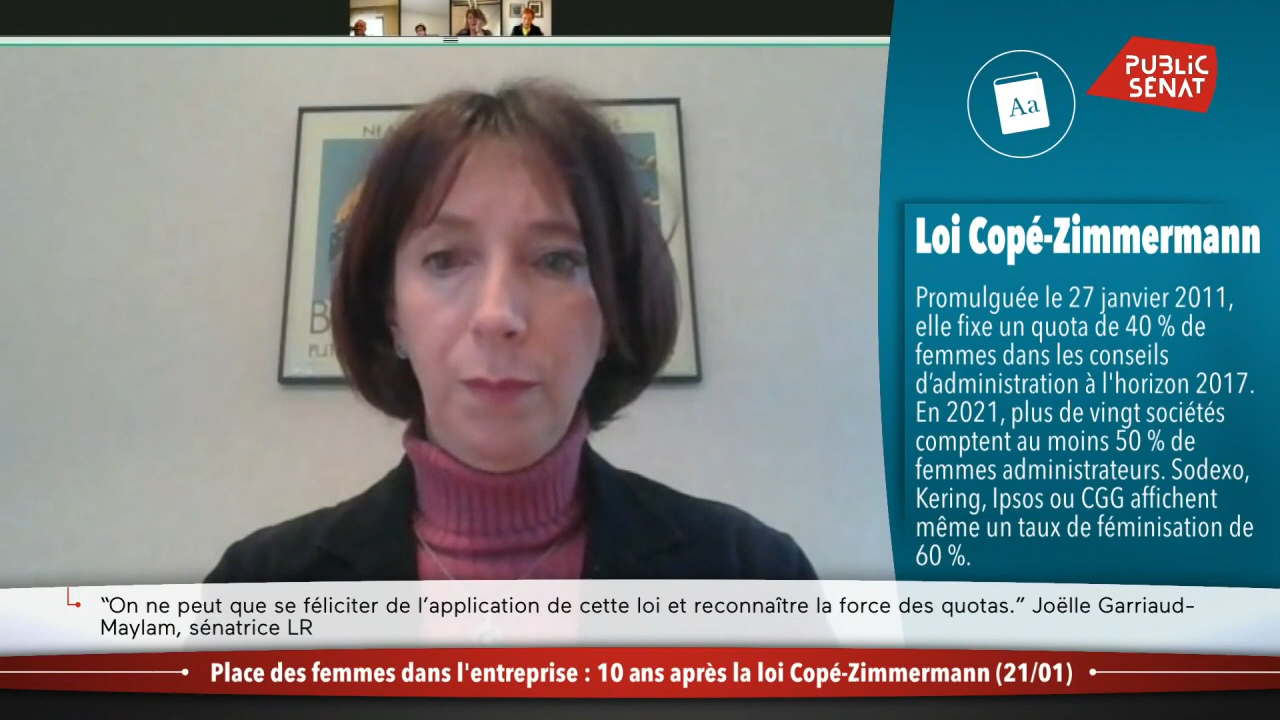 PUBLIC
SÉNAT
Aa
Loi Copé-Zimmermann
Promulguée le 27 janvier 2011,
elle fixe un quota de 40 % de
femmes dans les conseils
d'administration à l'horizon 2017.
En 2021, plus de vingt sociétés
comptent au moins 50 % de
femmes administrateurs. Sodexo,
Kering, Ipsos ou CGG affichent
même un taux de féminisation de
60 %.
“On ne peut que se féliciter de l’application de cette loi et reconnaître la force des quotas.” Joëlle Garriaud-
Maylam, sénatrice LR
Place des femmes dans l'entreprise : 10 ans après la loi Copé-Zimmermann (21/01)